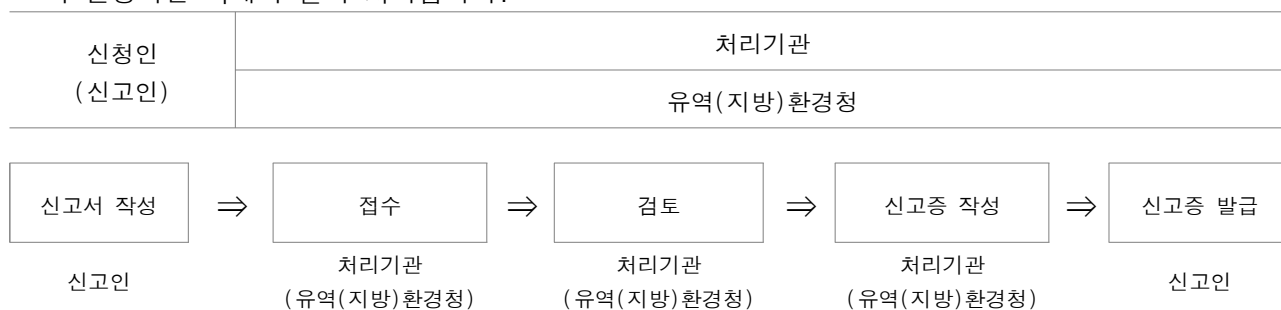 신청인
(신고인)
처리기관
유역(지방)환경청
신고서 작성 ⇒ 접수 ⇒ 검토 ⇒ 신고증 작성 ⇒ 신고증 발급
신고인
처리기관
(유역(지방)환경청)
처리기관
(유역(지방)환경청)
처리기관
(유역(지방)환경청)
신고인